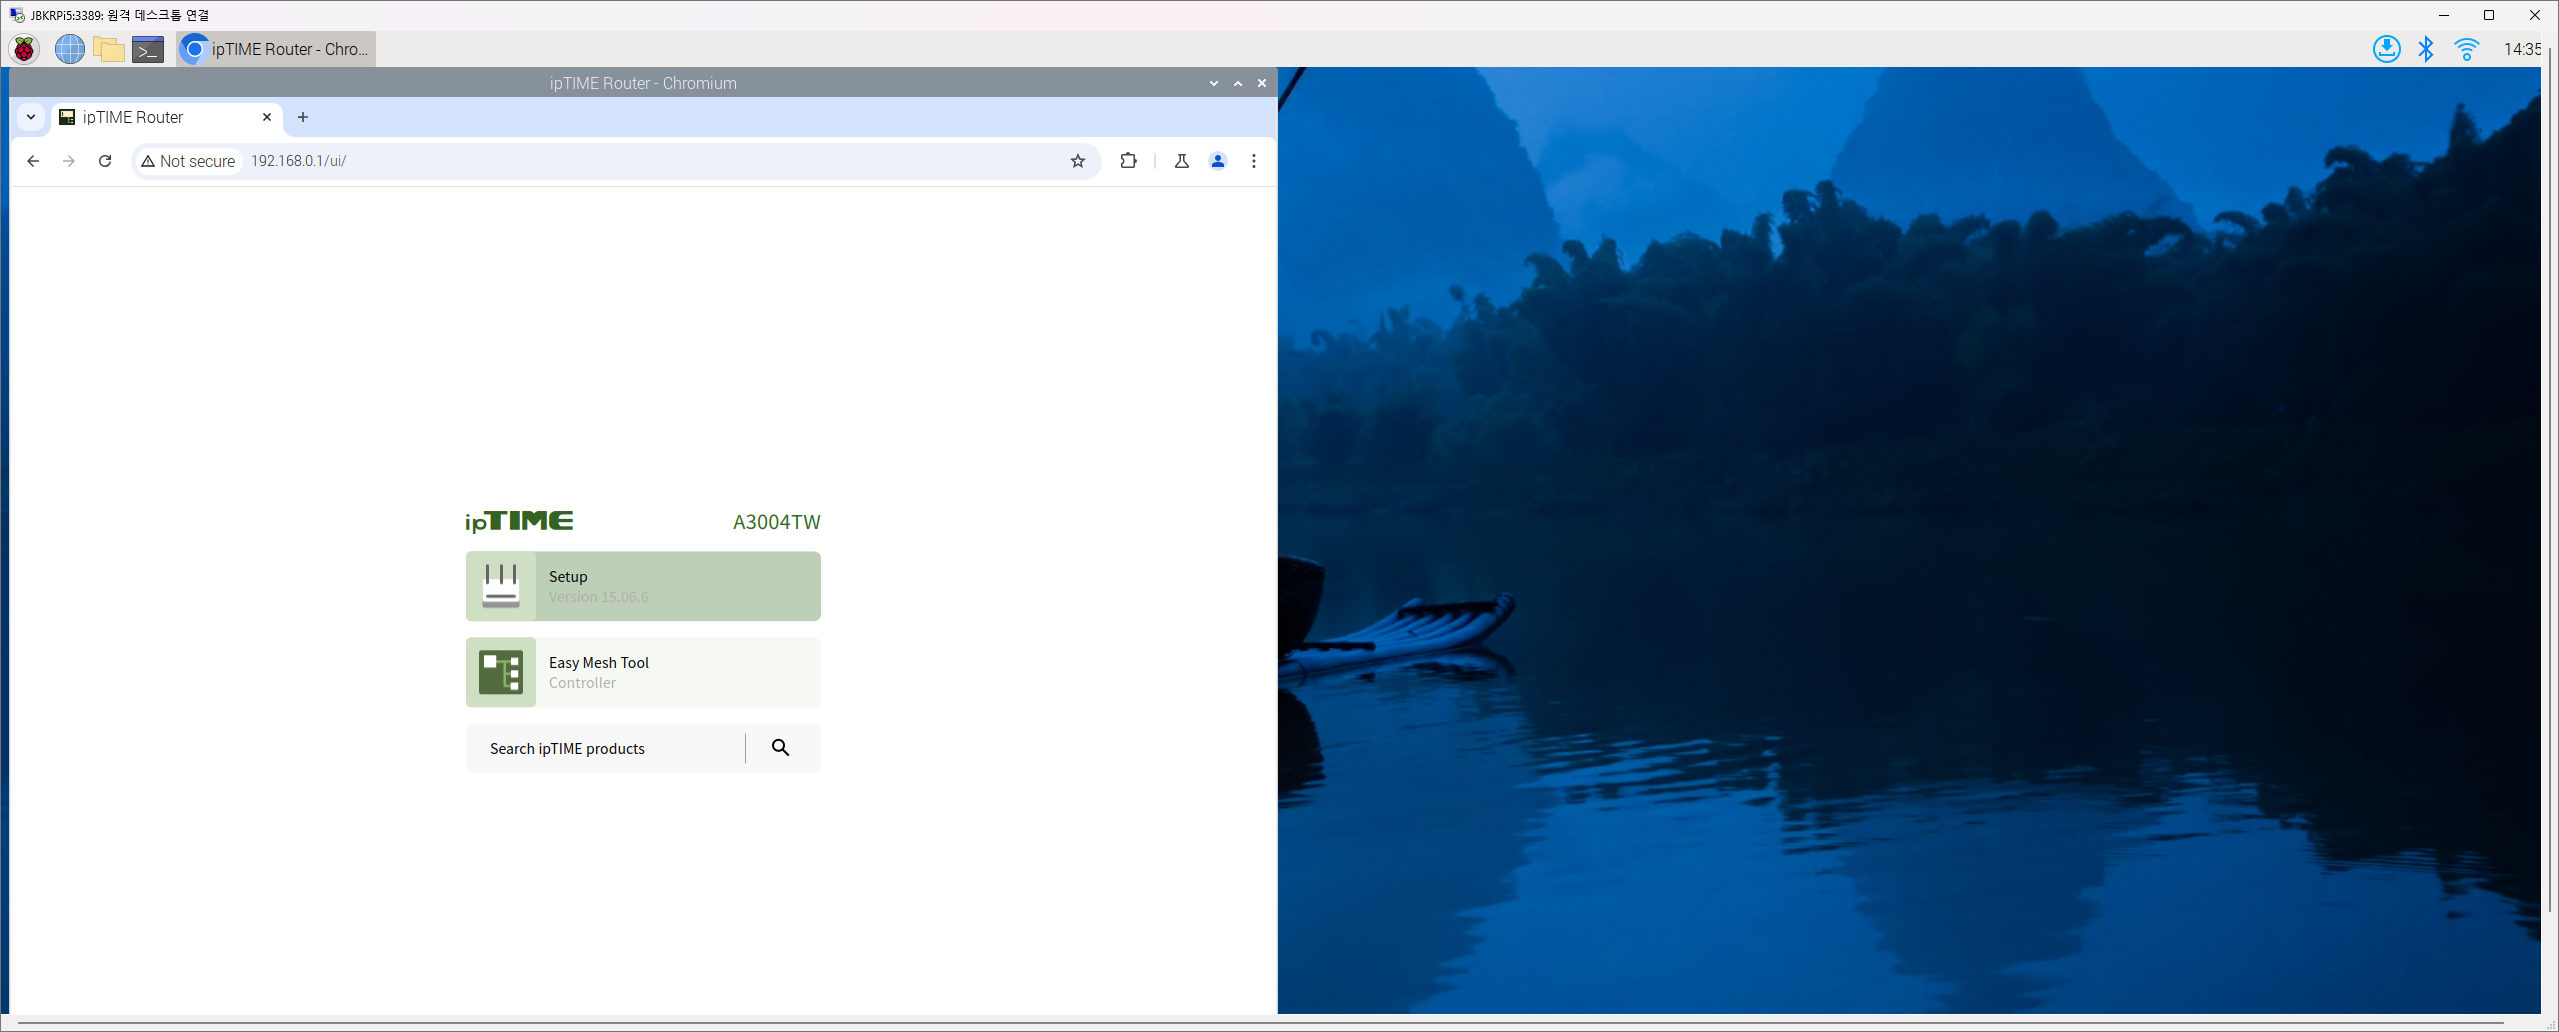 JBKRPi5:3389: 원격 데스크톱 연결
ipTIME Router - Chro...
14:35
ipTIME Router - Chromium
ipTIME Router
Not secure
192.168.0.1/ui/
ipTIME
A3004TW
Setup
Version 15.06.6
Easy Mesh Tool
Controller
Search ipTIME products